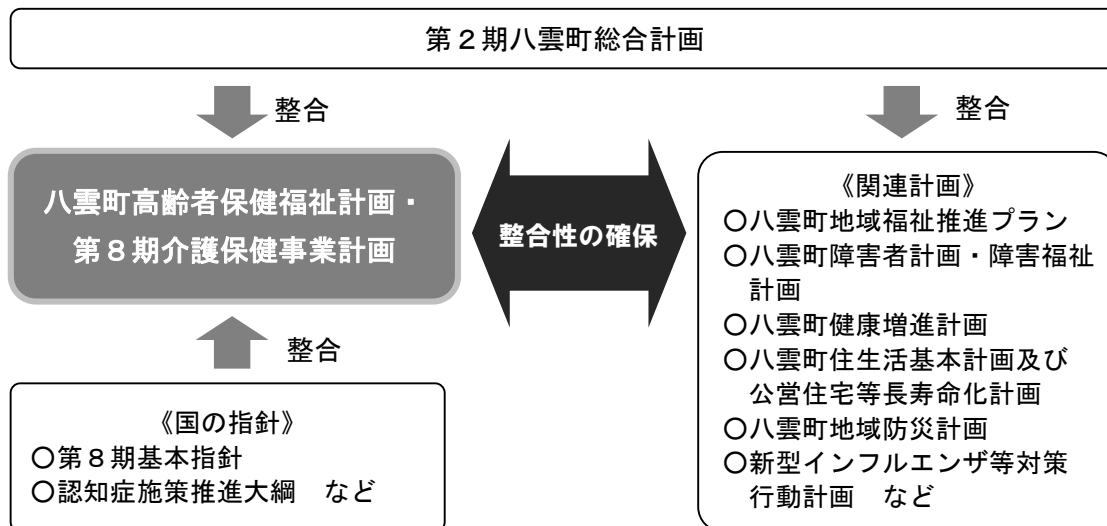 第２期八雲町総合計画
整合
整合
八雲町高齢者保健福祉計画・
第８期介護保健事業計画
整合性の確保
《関連計画》
〇八雲町地域福祉推進プラン
〇八雲町障害者計画・障害福祉
計画
〇八雲町健康増進計画
〇八雲町住生活基本計画及び
公営住宅等長寿命化計画
〇八雲町地域防災計画
〇新型インフルエンザ等対策
行動計画　など
整合
《国の指針》
〇第８期基本指針
〇認知症施策推進大綱　など